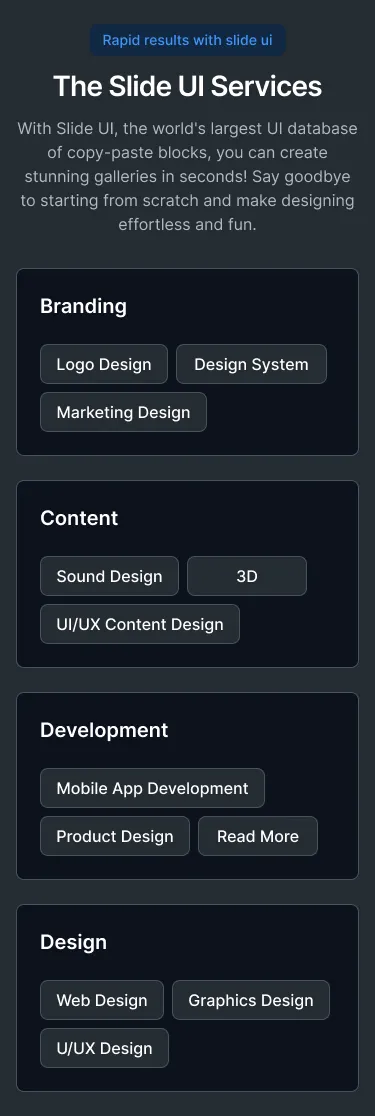 Rapid results with slide ui
The Slide UI Services
With Slide UI, the world's largest UI database
of copy-paste blocks, you can create
stunning galleries in seconds! Say goodbye
to starting from scratch and make designing
effortless and fun.
Branding
Logo Design
Design System
Marketing Design
Content
Sound Design
3D
UI/UX Content Design
Development
Mobile App Development
Product Design
Read More
Design
Web Design
Graphics Design
U/UX Design